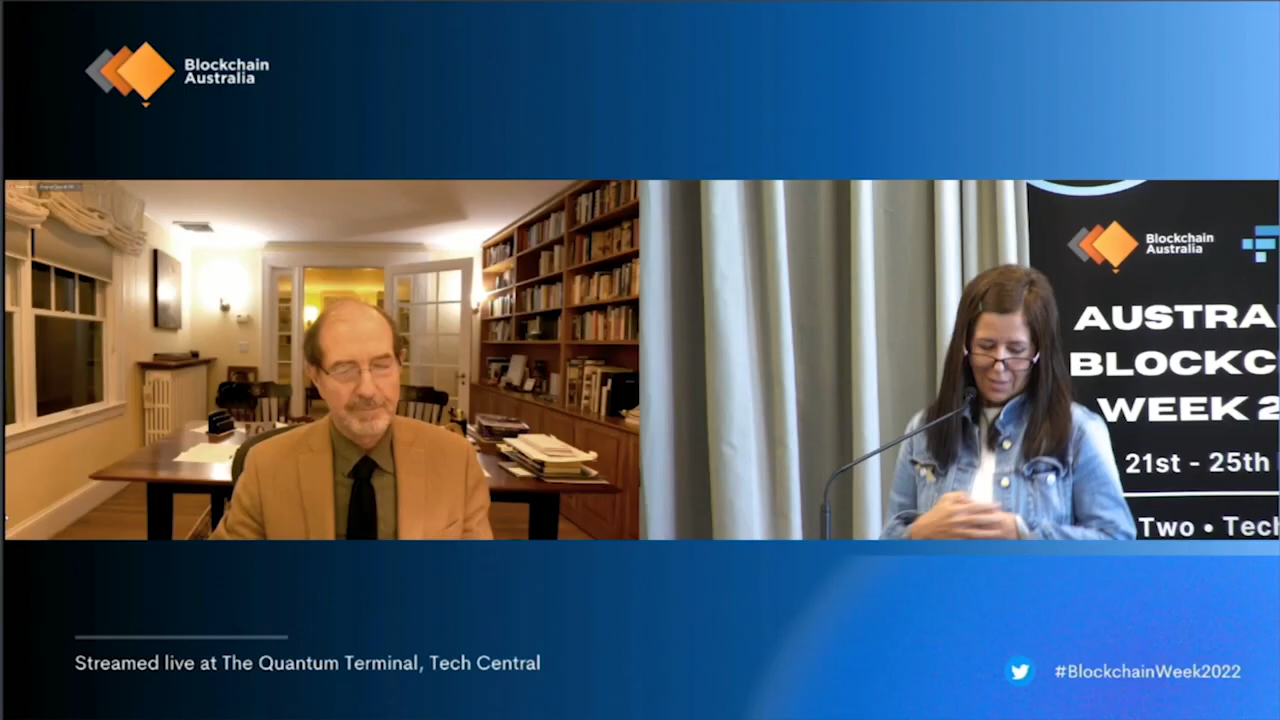 Blockchain
Australia
Blockchain
Australia
AUSTRA
BLOCKC
WEEK 2
21st - 25th
Two • Tech
Streamed live at The Quantum Terminal, Tech Central
#BlockchainWeek2022